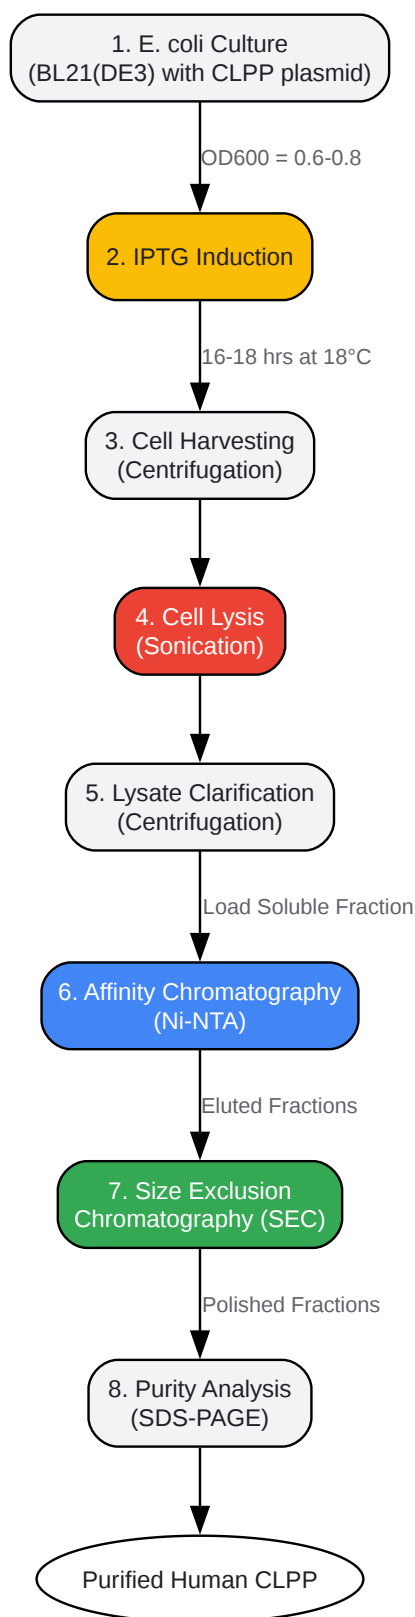 1. E. coli Culture
(BL21(DE3) with CLPP plasmid)
OD600 = 0.6-0.8
2. IPTG Induction
16-18 hrs at 18°C
3. Cell Harvesting
(Centrifugation)
4. Cell Lysis
(Sonication)
5. Lysate Clarification
(Centrifugation)
Load Soluble Fraction
6. Affinity Chromatography
(Ni-NTA)
Eluted Fractions
7. Size Exclusion
Chromatography (SEC)
Polished Fractions
8. Purity Analysis
(SDS-PAGE)
Purified Human CLPP